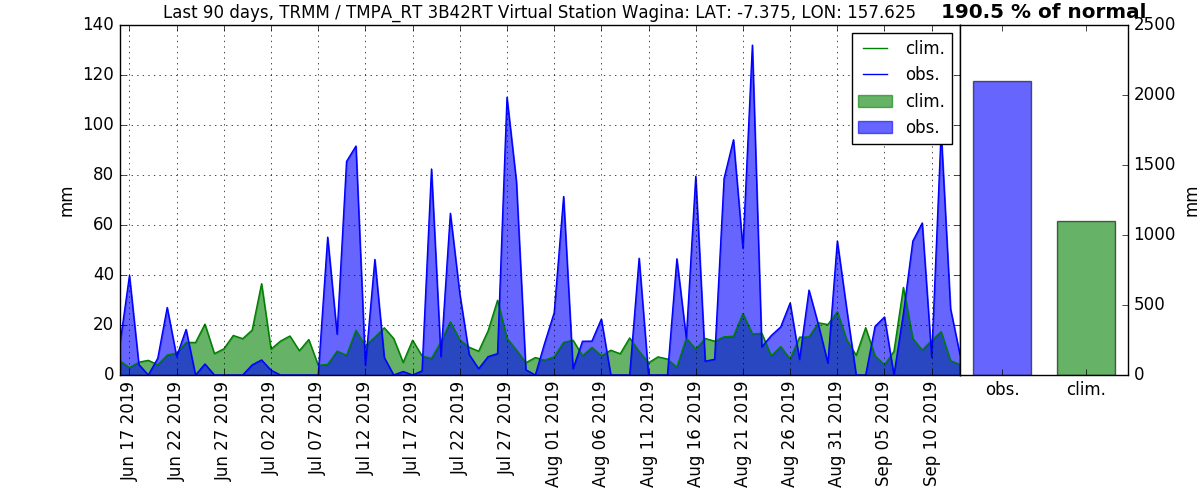 Last 90 days, TRMM / TMPA_RT 3B42RT Virtual Station Wagina: LAT: -7.375, LON: 157.625
190.5 % of normal
140
120
100
80
60
40
20
0
mm
clim.
obs.
clim.
obs.
2500
2000
1500
1000
500
0
mm
obs.
clim.
Jun 17 2019
Jun 22 2019
Jun 27 2019
Jul 02 2019
Jul 07 2019
Jul 12 2019
Jul 17 2019
Jul 22 2019
Jul 27 2019
Aug 01 2019
Aug 06 2019
Aug 11 2019
Aug 16 2019
Aug 21 2019
Aug 26 2019
Aug 31 2019
Sep 05 2019
Sep 10 2019